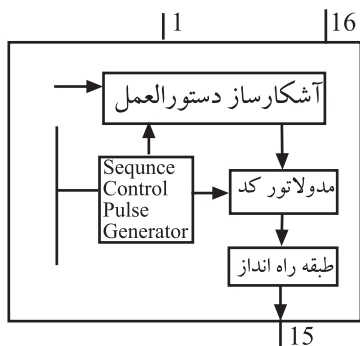 1
16
آشکارساز دستورالعمل
Sequnce
Control
Pulse
Generator
مدولاتور کد
طبقه راه انداز
15